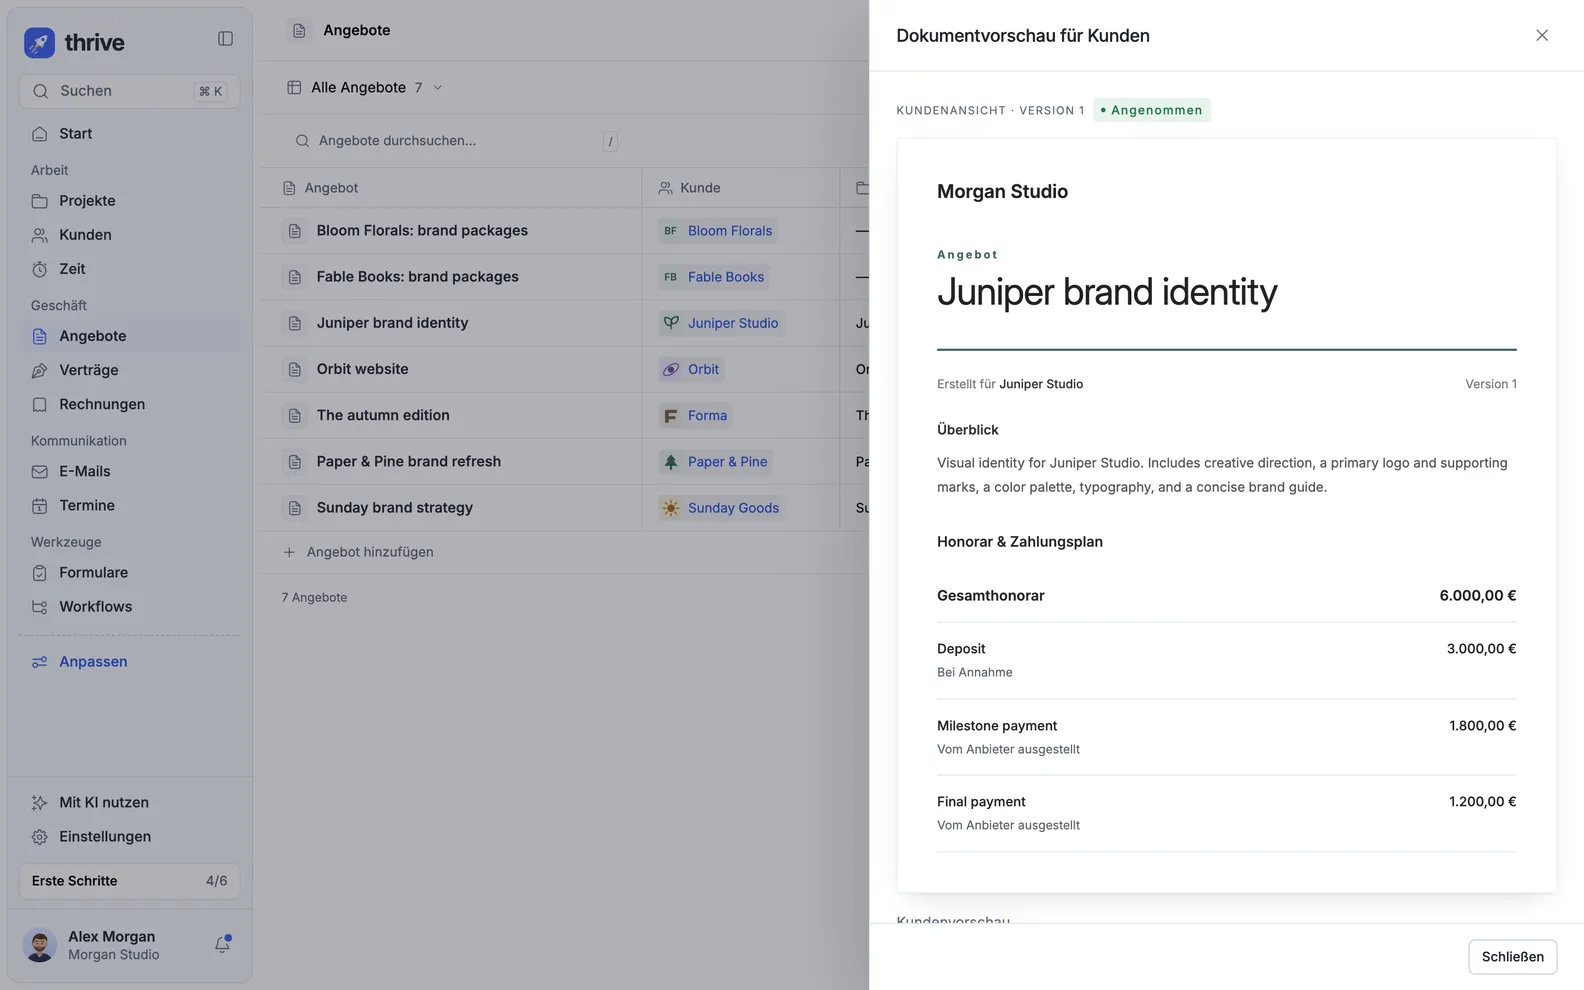 thrive
Suchen ⌘ K
Start
Arbeit
Projekte
Kunden
Zeit
Geschäft
Angebote
Verträge
Rechnungen
Kommunikation
E-Mails
Termine
Werkzeuge
Formulare
Workflows
Anpassen
Mit KI nutzen
Einstellungen
Erste Schritte 4/6
Alex Morgan
Morgan Studio
Angebote
Alle Angebote 7
Angebote durchsuchen... /
Angebot Kunde
Bloom Florals: brand packages BF Bloom Florals —
Fable Books: brand packages FB Fable Books —
Juniper brand identity Juniper Studio Ju
Orbit website Orbit Or
The autumn edition Forma Th
Paper & Pine brand refresh Paper & Pine Pa
Sunday brand strategy Sunday Goods Su
+ Angebot hinzufügen
7 Angebote
Dokumentvorschau für Kunden
KUNDENANSICHT · VERSION 1 • Angenommen
Morgan Studio
Angebot
Juniper brand identity
Erstellt für Juniper Studio Version 1
Überblick
Visual identity for Juniper Studio. Includes creative direction, a primary logo and supporting
marks, a color palette, typography, and a concise brand guide.
Honorar & Zahlungsplan
Gesamthonorar 6.000,00 €
Deposit 3.000,00 €
Bei Annahme
Milestone payment 1.800,00 €
Vom Anbieter ausgestellt
Final payment 1.200,00 €
Vom Anbieter ausgestellt
Kundenvorschau
Schließen